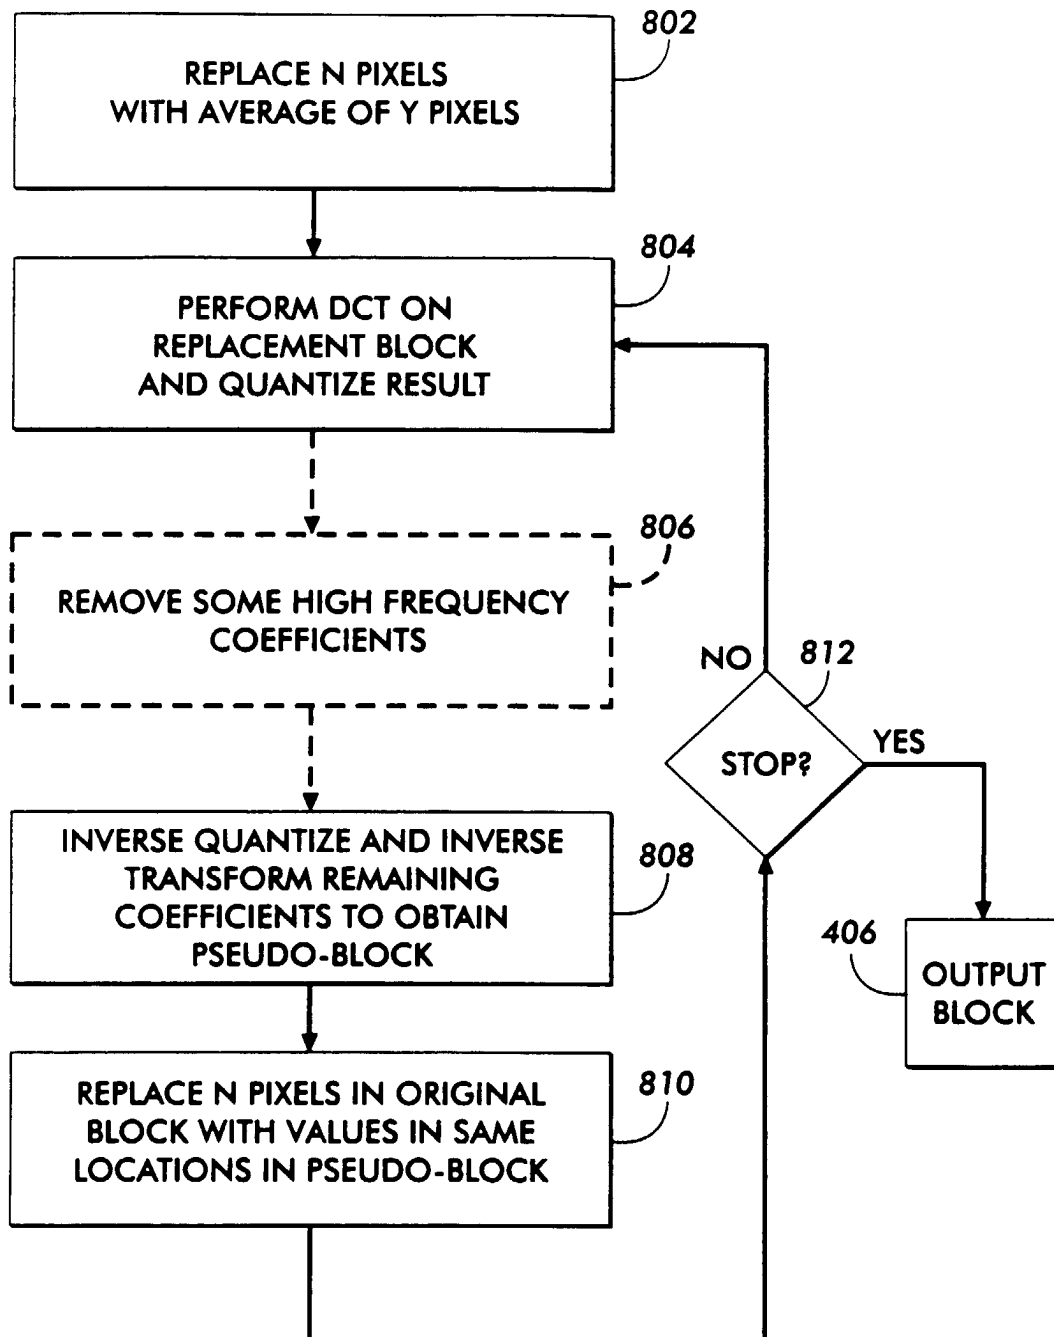 802
REPLACE N PIXELS
WITH AVERAGE OF Y PIXELS
804
PERFORM DCT ON
REPLACEMENT BLOCK
AND QUANTIZE RESULT
806
REMOVE SOME HIGH FREQUENCY
COEFFICIENTS
NO
812
STOP?
YES
INVERSE QUANTIZE AND INVERSE
TRANSFORM REMAINING
COEFFICIENTS TO OBTAIN
PSEUDO-BLOCK
808
406
OUTPUT
BLOCK
REPLACE N PIXELS IN ORIGINAL
BLOCK WITH VALUES IN SAME
LOCATIONS IN PSEUDO-BLOCK
810